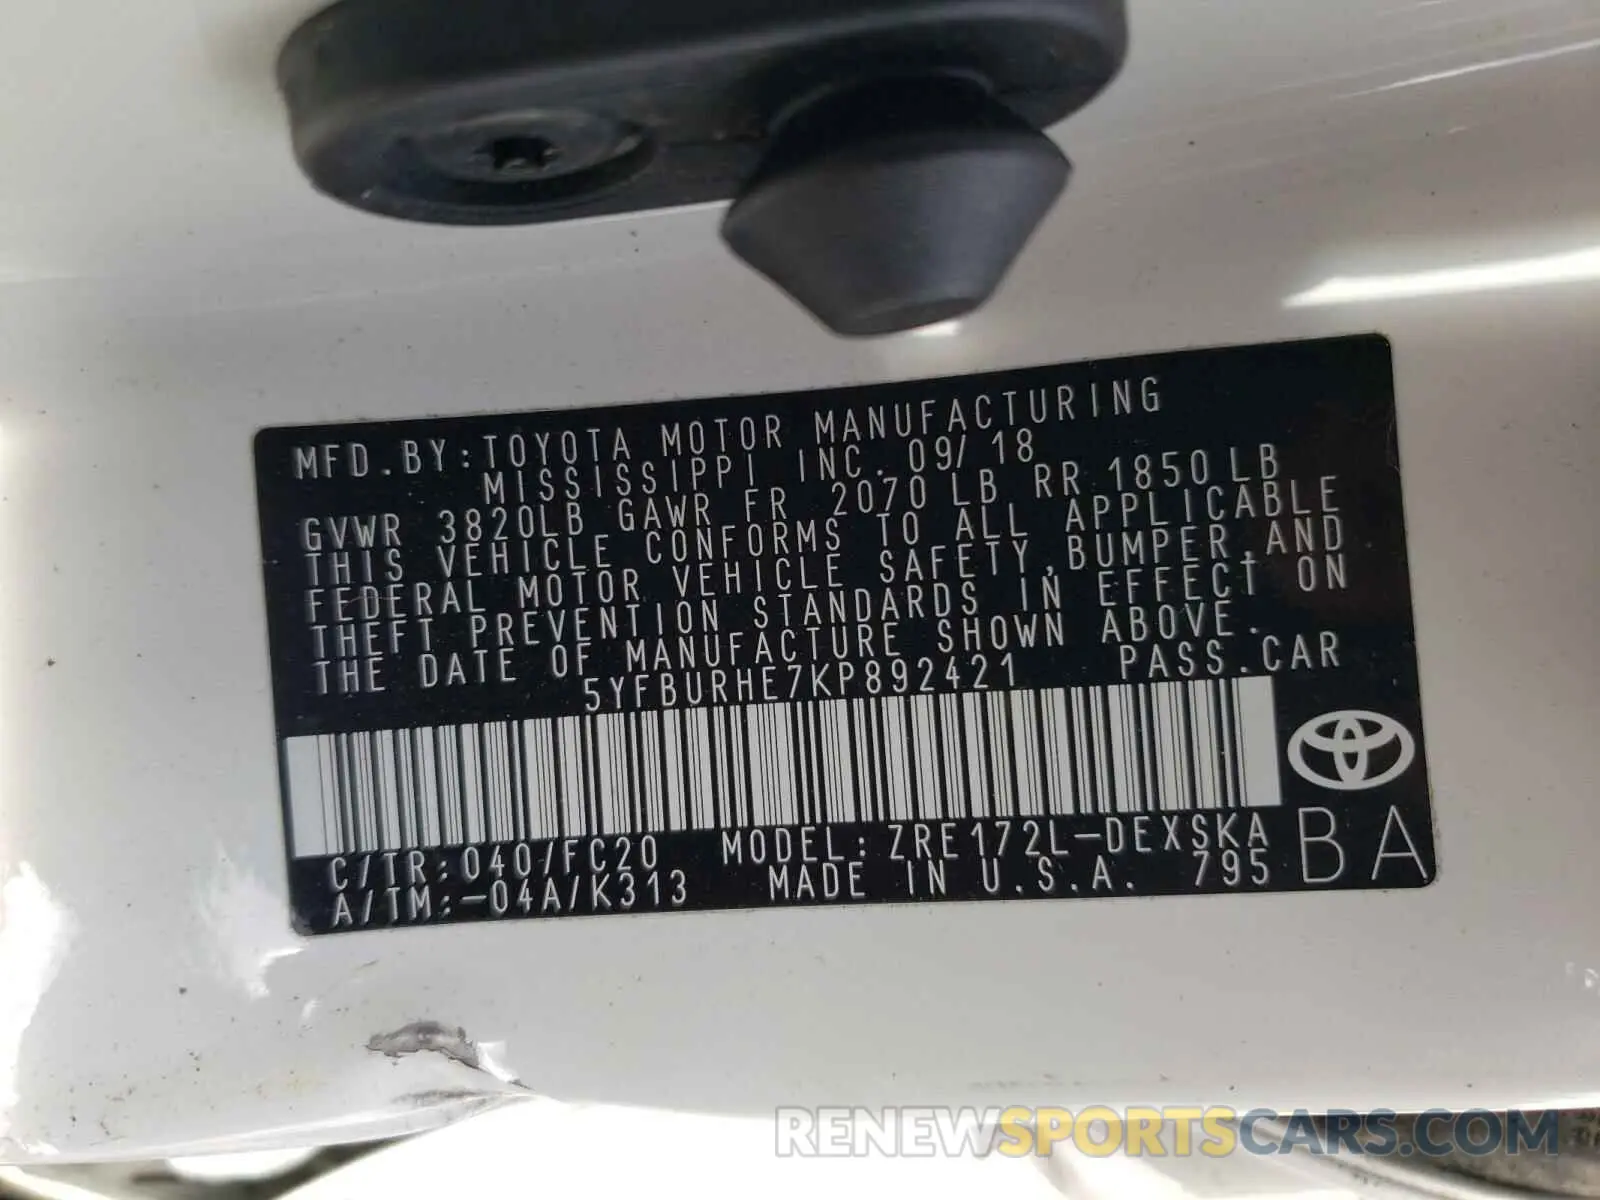 MFD.BY:TOYOTA MOTOR MANUFACTURING
MISSISSIPPI INC. 09/18
GVWR 3820LB GAWR FR 2070LB RR 1850LB
THIS VEHICLE CONFORMS TO ALL APPLICABLE
FEDERAL MOTOR VEHICLE SAFETY,BUMPER,AND
THEFT PREVENTION STANDARDS IN EFFECT ON
THE DATE OF MANUFACTURE SHOWN ABOVE.
5YFBURHE7KP892421 PASS.CAR
C/TR:040/FC20 MODEL:ZRE172L-DEXSKA
A/TM:-04A/K313 MADE IN U.S.A. 795
BA
RENEWSPORTSCARS.COM